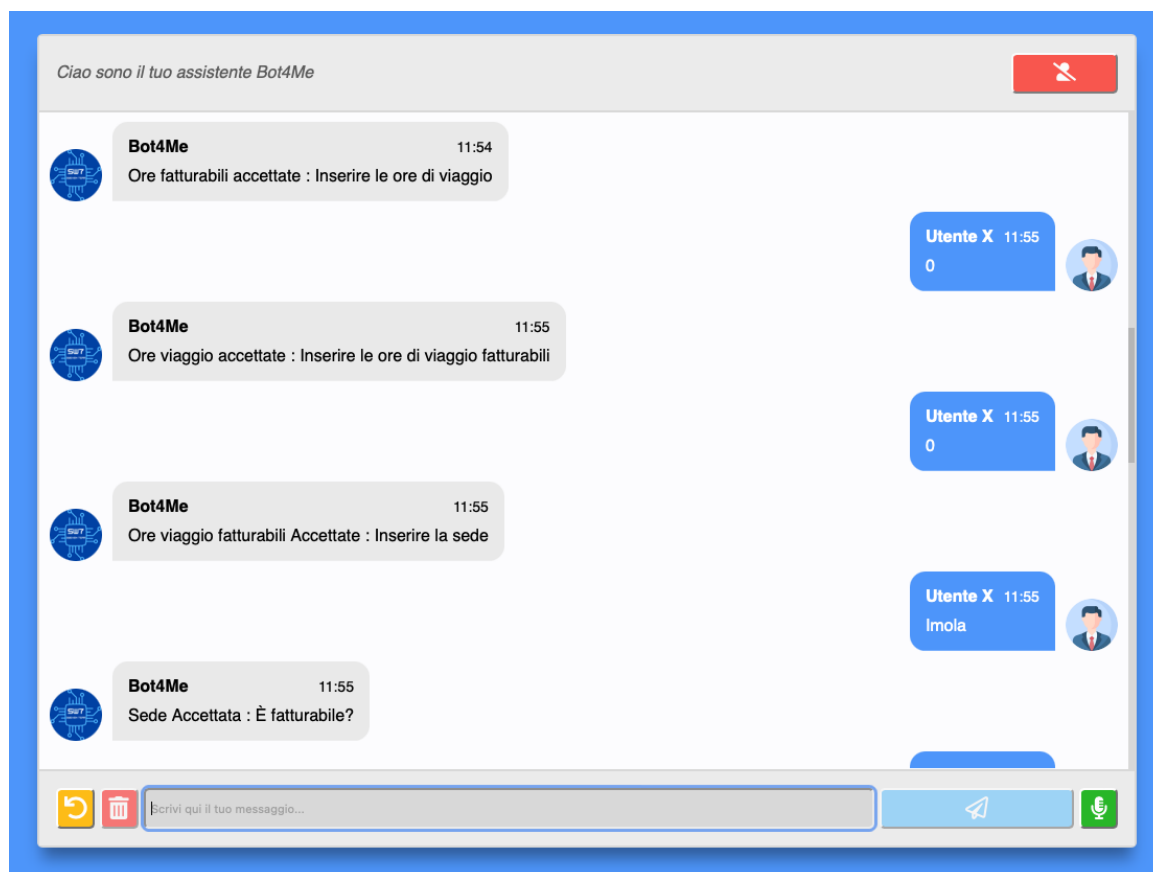 Ciao sono il tuo assistente Bot4Me
Bot4Me 11:54
Ore fatturabili accettate : Inserire le ore di viaggio
Utente X 11:55
0
Bot4Me 11:55
Ore viaggio accettate : Inserire le ore di viaggio fatturabili
Utente X 11:55
0
Bot4Me 11:55
Ore viaggio fatturabili Accettate : Inserire la sede
Utente X 11:55
Imola
Bot4Me 11:55
Sede Accettata : È fatturabile?
Scrivi qui il tuo messaggio...